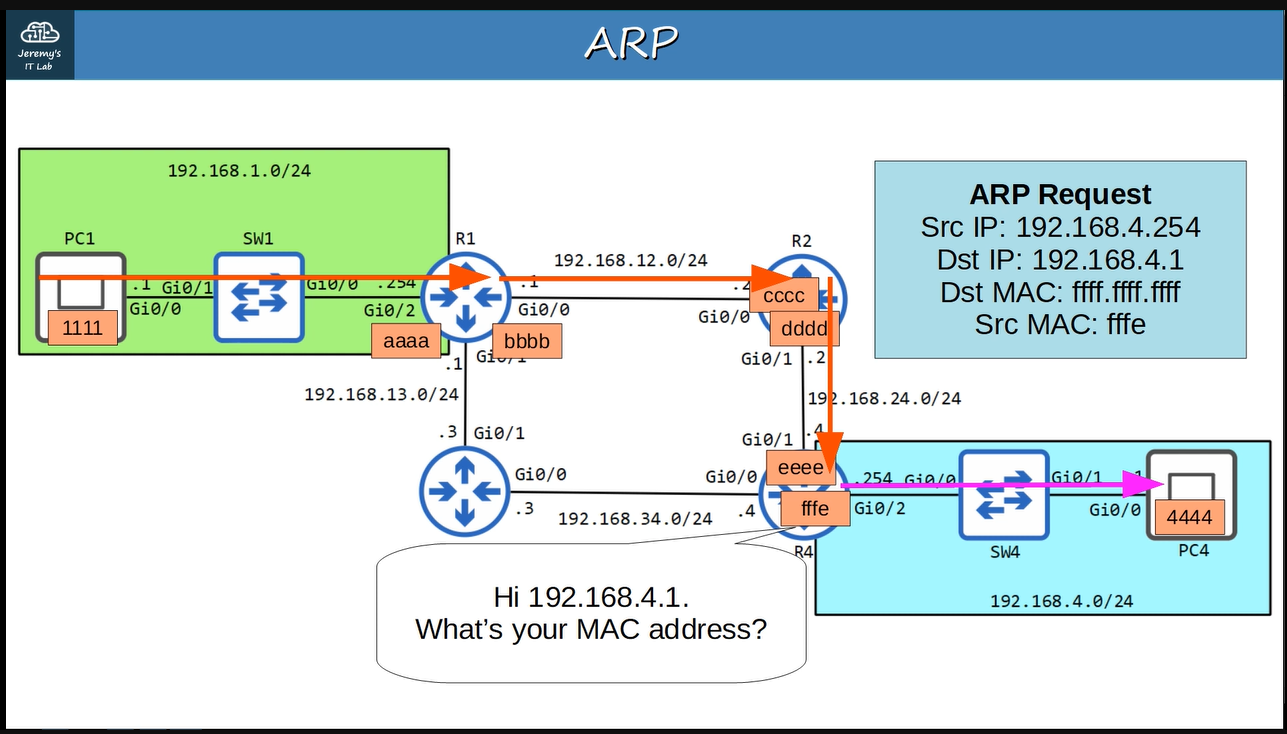 Jeremy's
IT Lab
ARP
192.168.1.0/24
PC1
SW1
R1
.1
Gi0/1
Gi0/0
.254
Gi0/0
Gi0/2
1111
aaaa
bbbb
.1
Gi0/0
Gi0/1
192.168.12.0/24
R2
.2
Gi0/0
cccc
dddd
Gi0/1
.2
ARP Request
Src IP: 192.168.4.254
Dst IP: 192.168.4.1
Dst MAC: ffff.ffff.ffff
Src MAC: fffe
.1
192.168.13.0/24
.3
Gi0/1
192.168.24.0/24
Gi0/1
.4
Gi0/0
.3
192.168.34.0/24
Gi0/0
.4
eeee
fffe
R4
.254
Gi0/0
Gi0/2
SW4
Gi0/1
.1
Gi0/0
4444
PC4
192.168.4.0/24
Hi 192.168.4.1.
What's your MAC address?